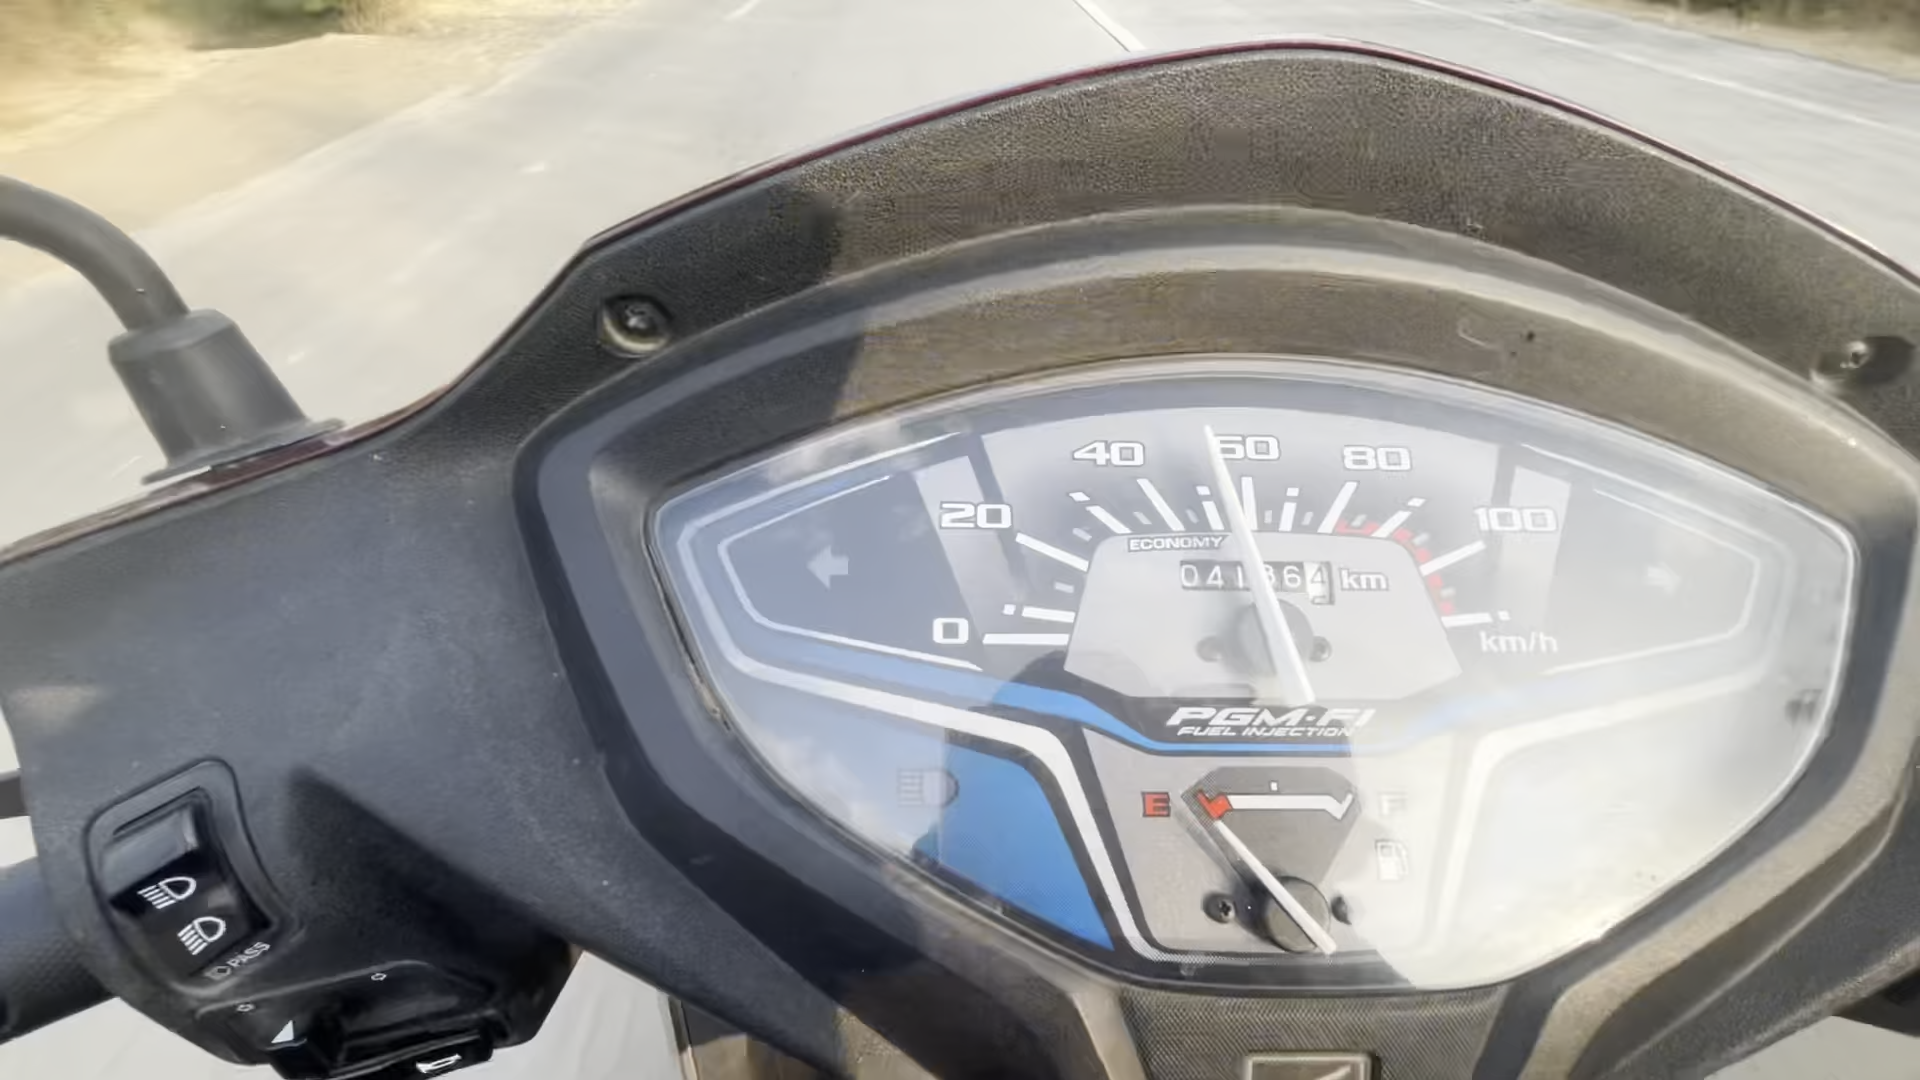 40 60 80
20 100
ECONOMY
km
0 km/h
PGM-FI
FUEL INJECTION
E F
PASS